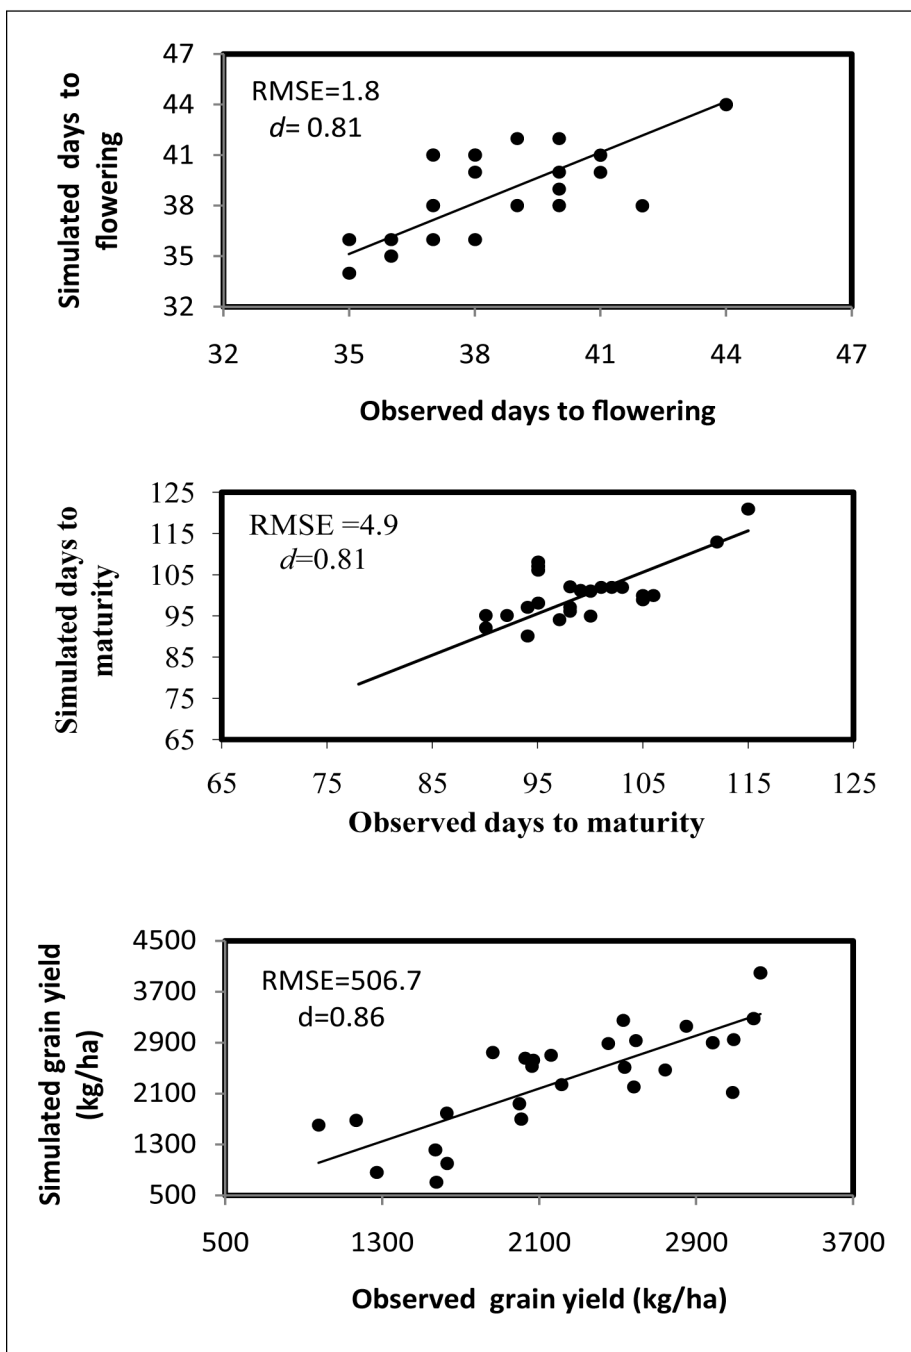 Simulated days to
flowering
47
44
41
38
35
32
RMSE=1.8
d= 0.81
32 35 38 41 44 47
Observed days to flowering
Simulated days to
maturity
125
115
105
95
85
75
65
RMSE =4.9
d=0.81
65 75 85 95 105 115 125
Observed days to maturity
Simulated grain yield
(kg/ha)
4500
3700
2900
2100
1300
500
RMSE=506.7
d=0.86
500 1300 2100 2900 3700
Observed grain yield (kg/ha)